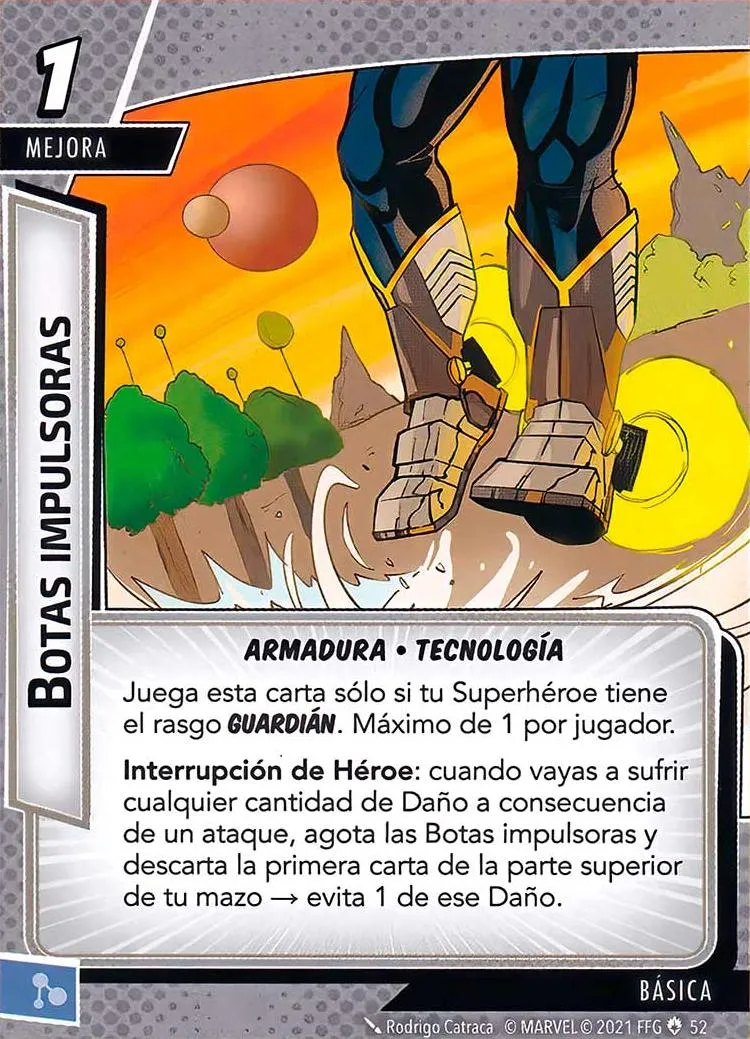 1
MEJORA
BOTAS IMPULSORAS
ARMADURA • TECNOLOGÍA
Juega esta carta sólo si tu Superhéroe tiene
el rasgo GUARDIÁN. Máximo de 1 por jugador.
Interrupción de Héroe: cuando vayas a sufrir
cualquier cantidad de Daño a consecuencia
de un ataque, agota las Botas impulsoras y
descarta la primera carta de la parte superior
de tu mazo → evita 1 de ese Daño.
BÁSICA
Rodrigo Catraca © MARVEL © 2021 FFG 52